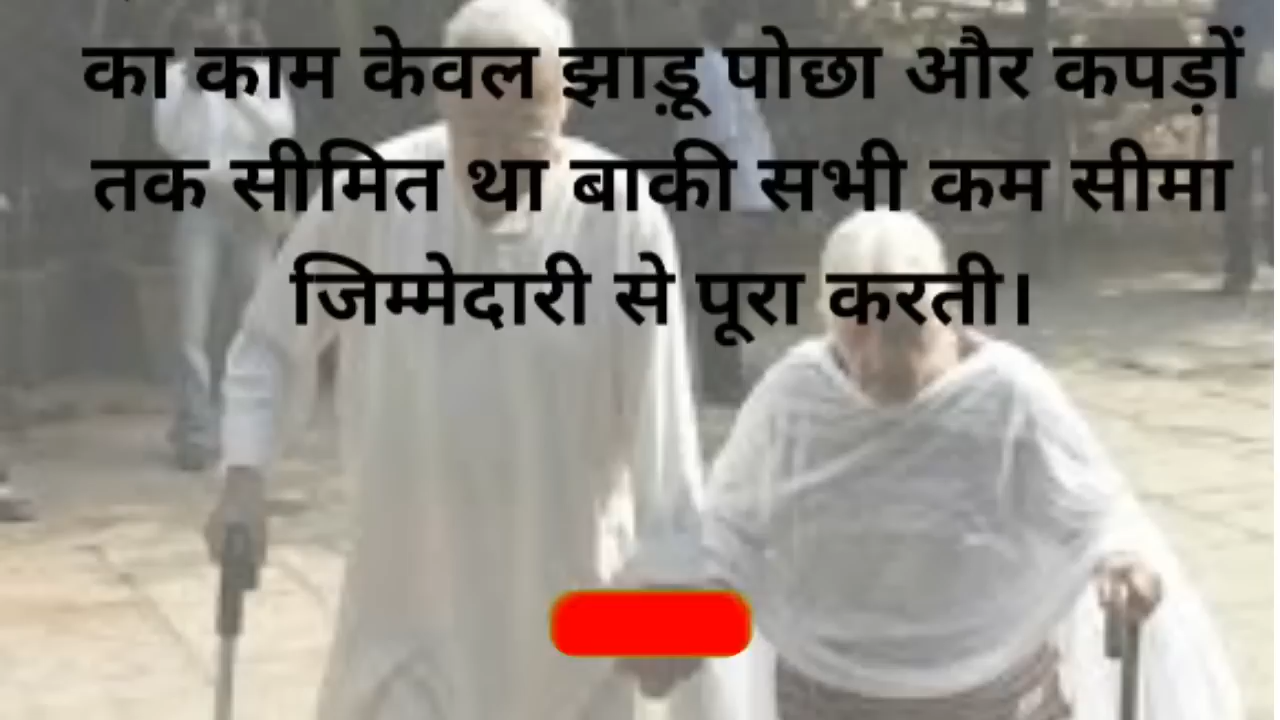 का काम केवल झाड़ू पोछा और कपड़ों
तक सीमित था बाकी सभी कम सीमा
जिम्मेदारी से पूरा करती।